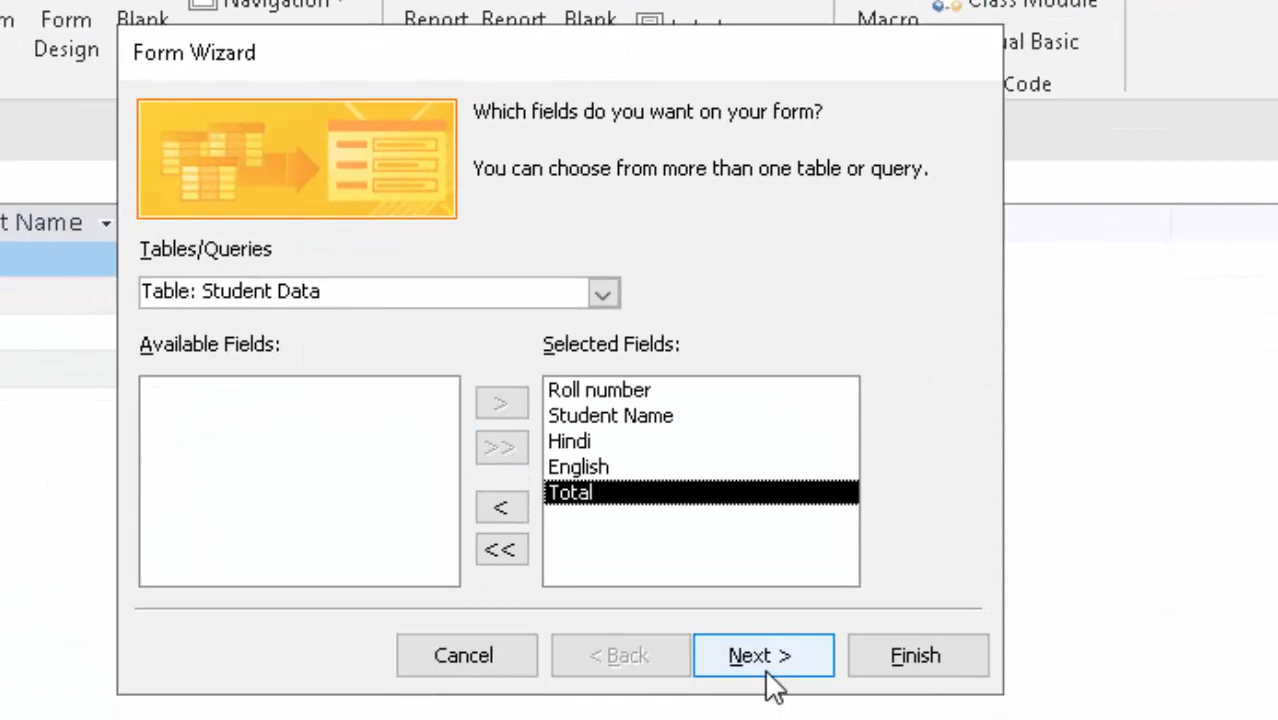 Form
Design
Blank
Navigation
Report
Report
Blank
Macro
Class Module
Code
t Name
Form Wizard
Which fields do you want on your form?
You can choose from more than one table or query.
Tables/Queries
Table: Student Data
Available Fields:
Selected Fields:
>
>>
<
<<
Roll number
Student Name
Hindi
English
Total
Cancel
< Back
Next >
Finish